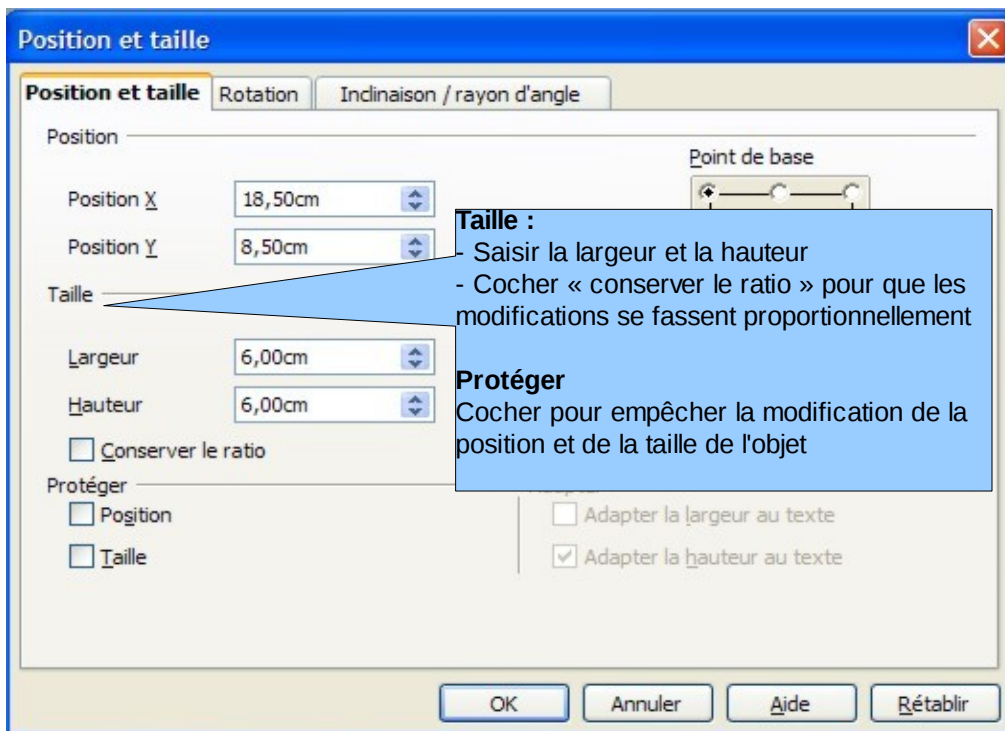 Position et taille
Position et taille Rotation Inclinaison / rayon d'angle
Position
Point de base
Position X 18,50cm
Position Y 8,50cm
Taille
Largeur 6,00cm
Hauteur 6,00cm
Conserver le ratio
Taille :
- Saisir la largeur et la hauteur
- Cocher « conserver le ratio » pour que les
modifications se fassent proportionnellement
Protéger
Cocher pour empêcher la modification de la
position et de la taille de l'objet
Protéger
Position
Taille
Adapter la largeur au texte
Adapter la hauteur au texte
OK Annuler Aide Rétablir